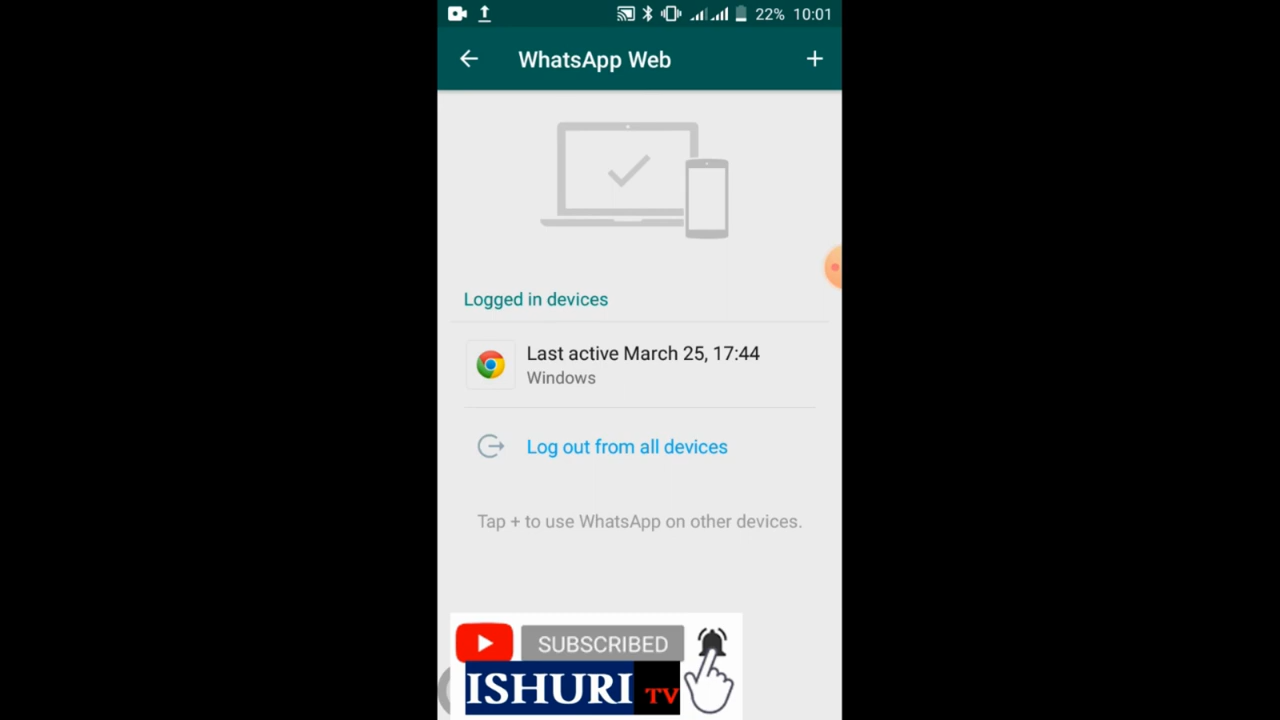 22% 10:01
WhatsApp Web
Logged in devices
Last active March 25, 17:44
Windows
Log out from all devices
Tap + to use WhatsApp on other devices.
SUBSCRIBED
ISHURI TV